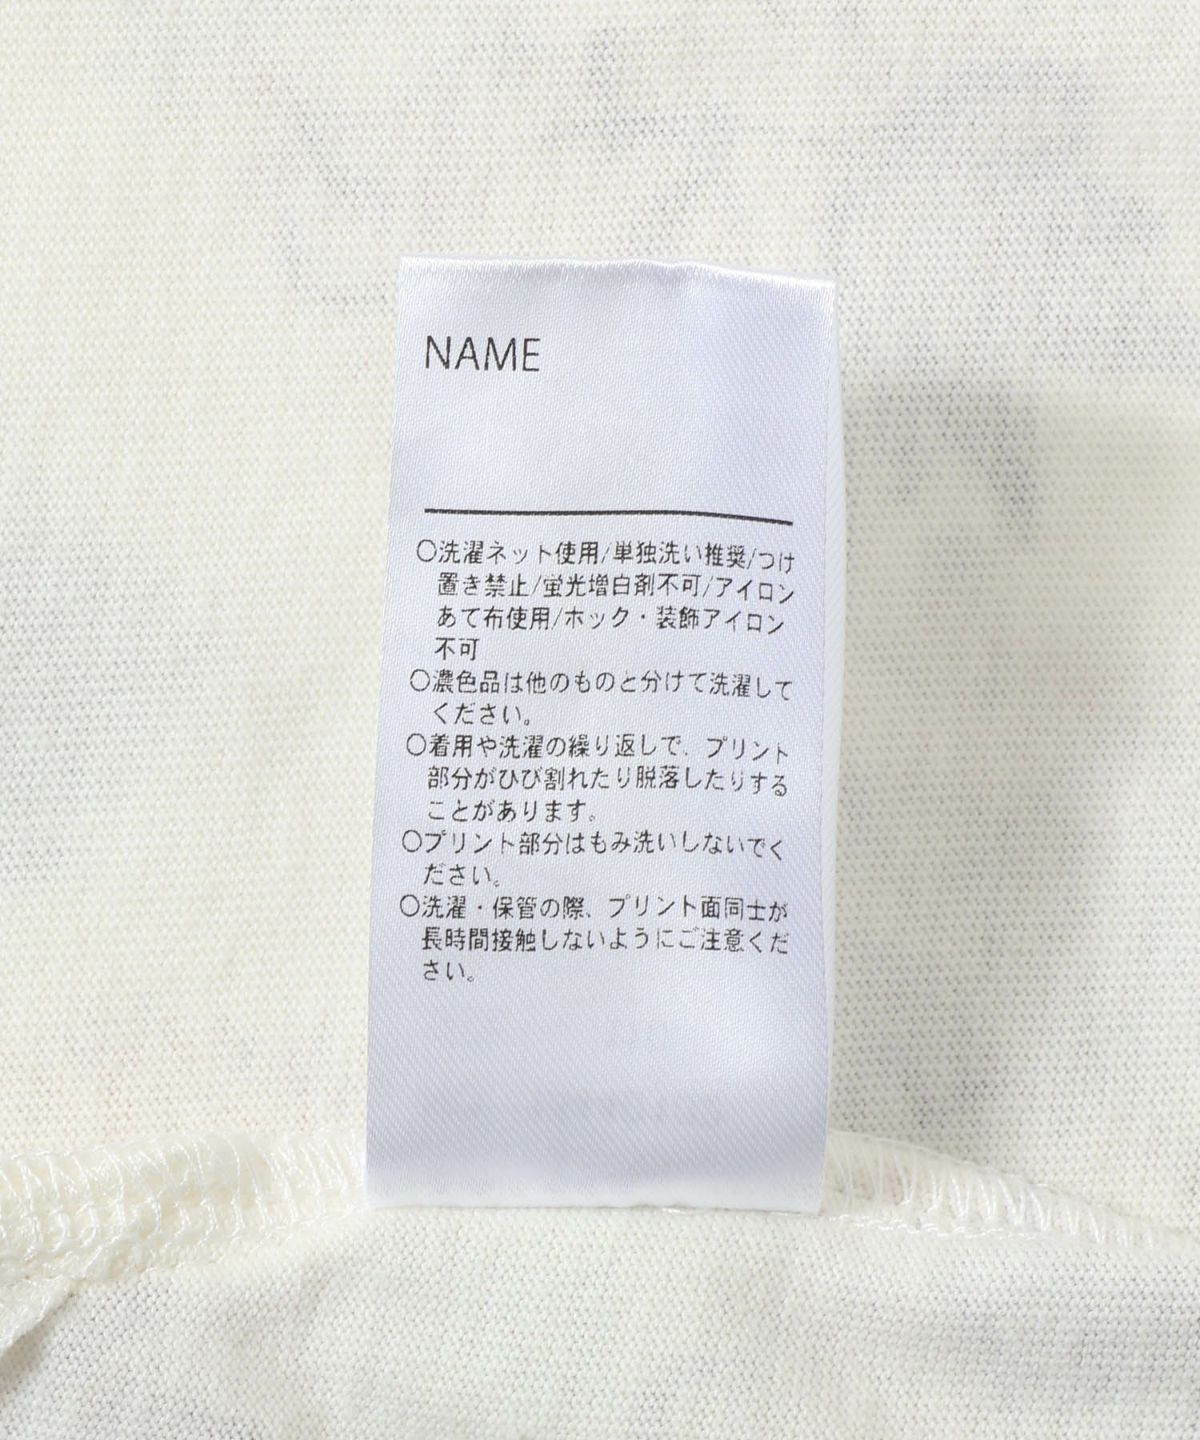 NAME
○洗濯ネット使用/単独洗い推奨/つけ
置き禁止/蛍光増白剤不可/アイロン
あて布使用/ホック・装飾アイロン
不可
○濃色品は他のものと分けて洗濯して
ください。
○着用や洗濯の繰り返しで、プリント
部分がひび割れたり脱落したりする
ことがあります。
○プリント部分はもみ洗いしないでく
ださい。
○洗濯・保管の際、プリント面同士が
長時間接触しないようにご注意くだ
さい。